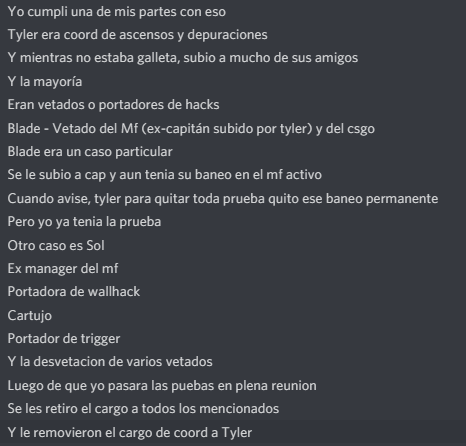 Yo cumpli una de mis partes con eso
Tyler era coord de ascensos y depuraciones
Y mientras no estaba galleta, subio a mucho de sus amigos
Y la mayoría
Eran vetados o portadores de hacks
Blade - Vetado del Mf (ex-capitán subido por tyler) y del csgo
Blade era un caso particular
Se le subio a cap y aun tenia su baneo en el mf activo
Cuando avise, tyler para quitar toda prueba quito ese baneo permanente
Pero yo ya tenia la prueba
Otro caso es Sol
Ex manager del mf
Portadora de wallhack
Cartujo
Portador de trigger
Y la desvetacion de varios vetados
Luego de que yo pasara las puebas en plena reunion
Se les retiro el cargo a todos los mencionados
Y le removieron el cargo de coord a Tyler